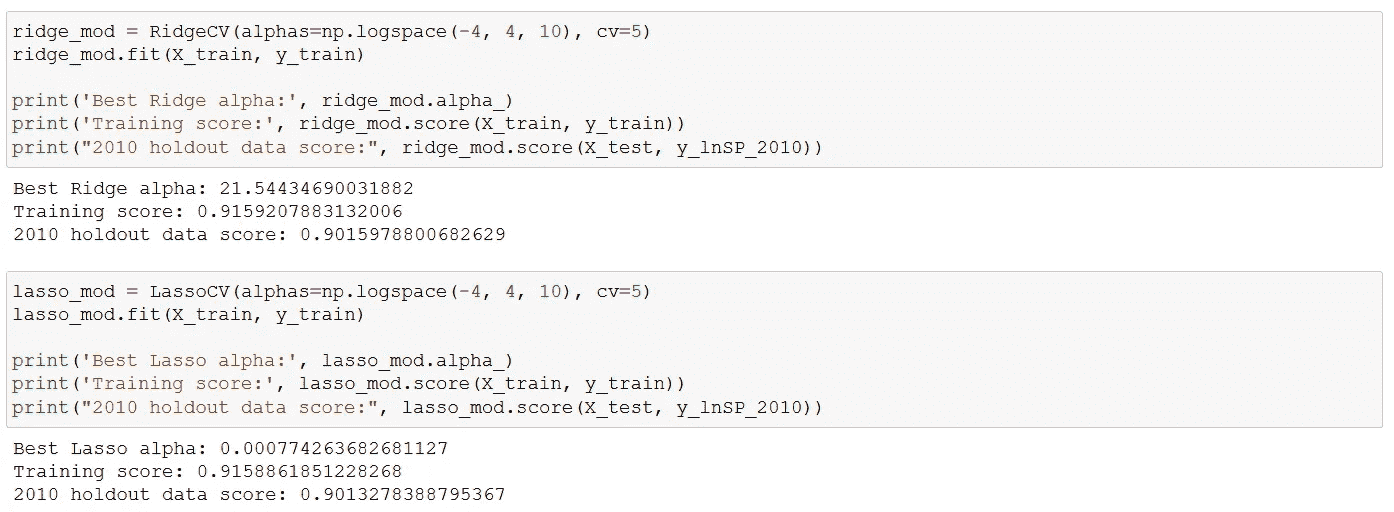 ridge_mod = RidgeCV(alphas=np.logspace(-4, 4, 10), cv=5)
ridge_mod.fit(X_train, y_train)
print('Best Ridge alpha:', ridge_mod.alpha_)
print('Training score:', ridge_mod.score(X_train, y_train))
print("2010 holdout data score:", ridge_mod.score(X_test, y_lnSP_2010))
Best Ridge alpha: 21.54434690031882
Training score: 0.9159207883132006
2010 holdout data score: 0.9015978800682629
lasso_mod = LassoCV(alphas=np.logspace(-4, 4, 10), cv=5)
lasso_mod.fit(X_train, y_train)
print('Best Lasso alpha:', lasso_mod.alpha_)
print('Training score:', lasso_mod.score(X_train, y_train))
print("2010 holdout data score:", lasso_mod.score(X_test, y_lnSP_2010))
Best Lasso alpha: 0.000774263682681127
Training score: 0.9158861851228268
2010 holdout data score: 0.9013278388795367